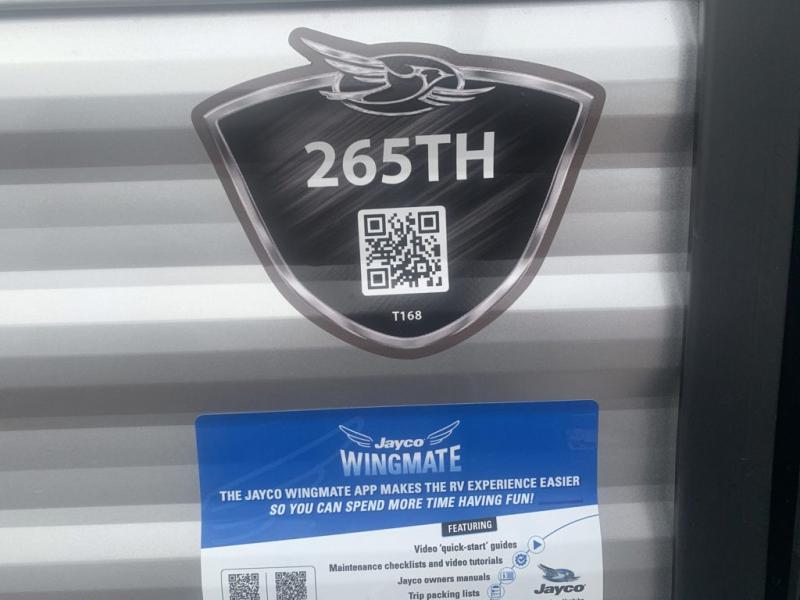 265TH
T168
Jayco
WINGMATE
THE JAYCO WINGMATE APP MAKES THE RV EXPERIENCE EASIER
SO YOU CAN SPEND MORE TIME HAVING FUN!
FEATURING
Video 'quick-start' guides
Maintenance checklists and video tutorials
Jayco owners manuals
Trip packing lists
Jayco